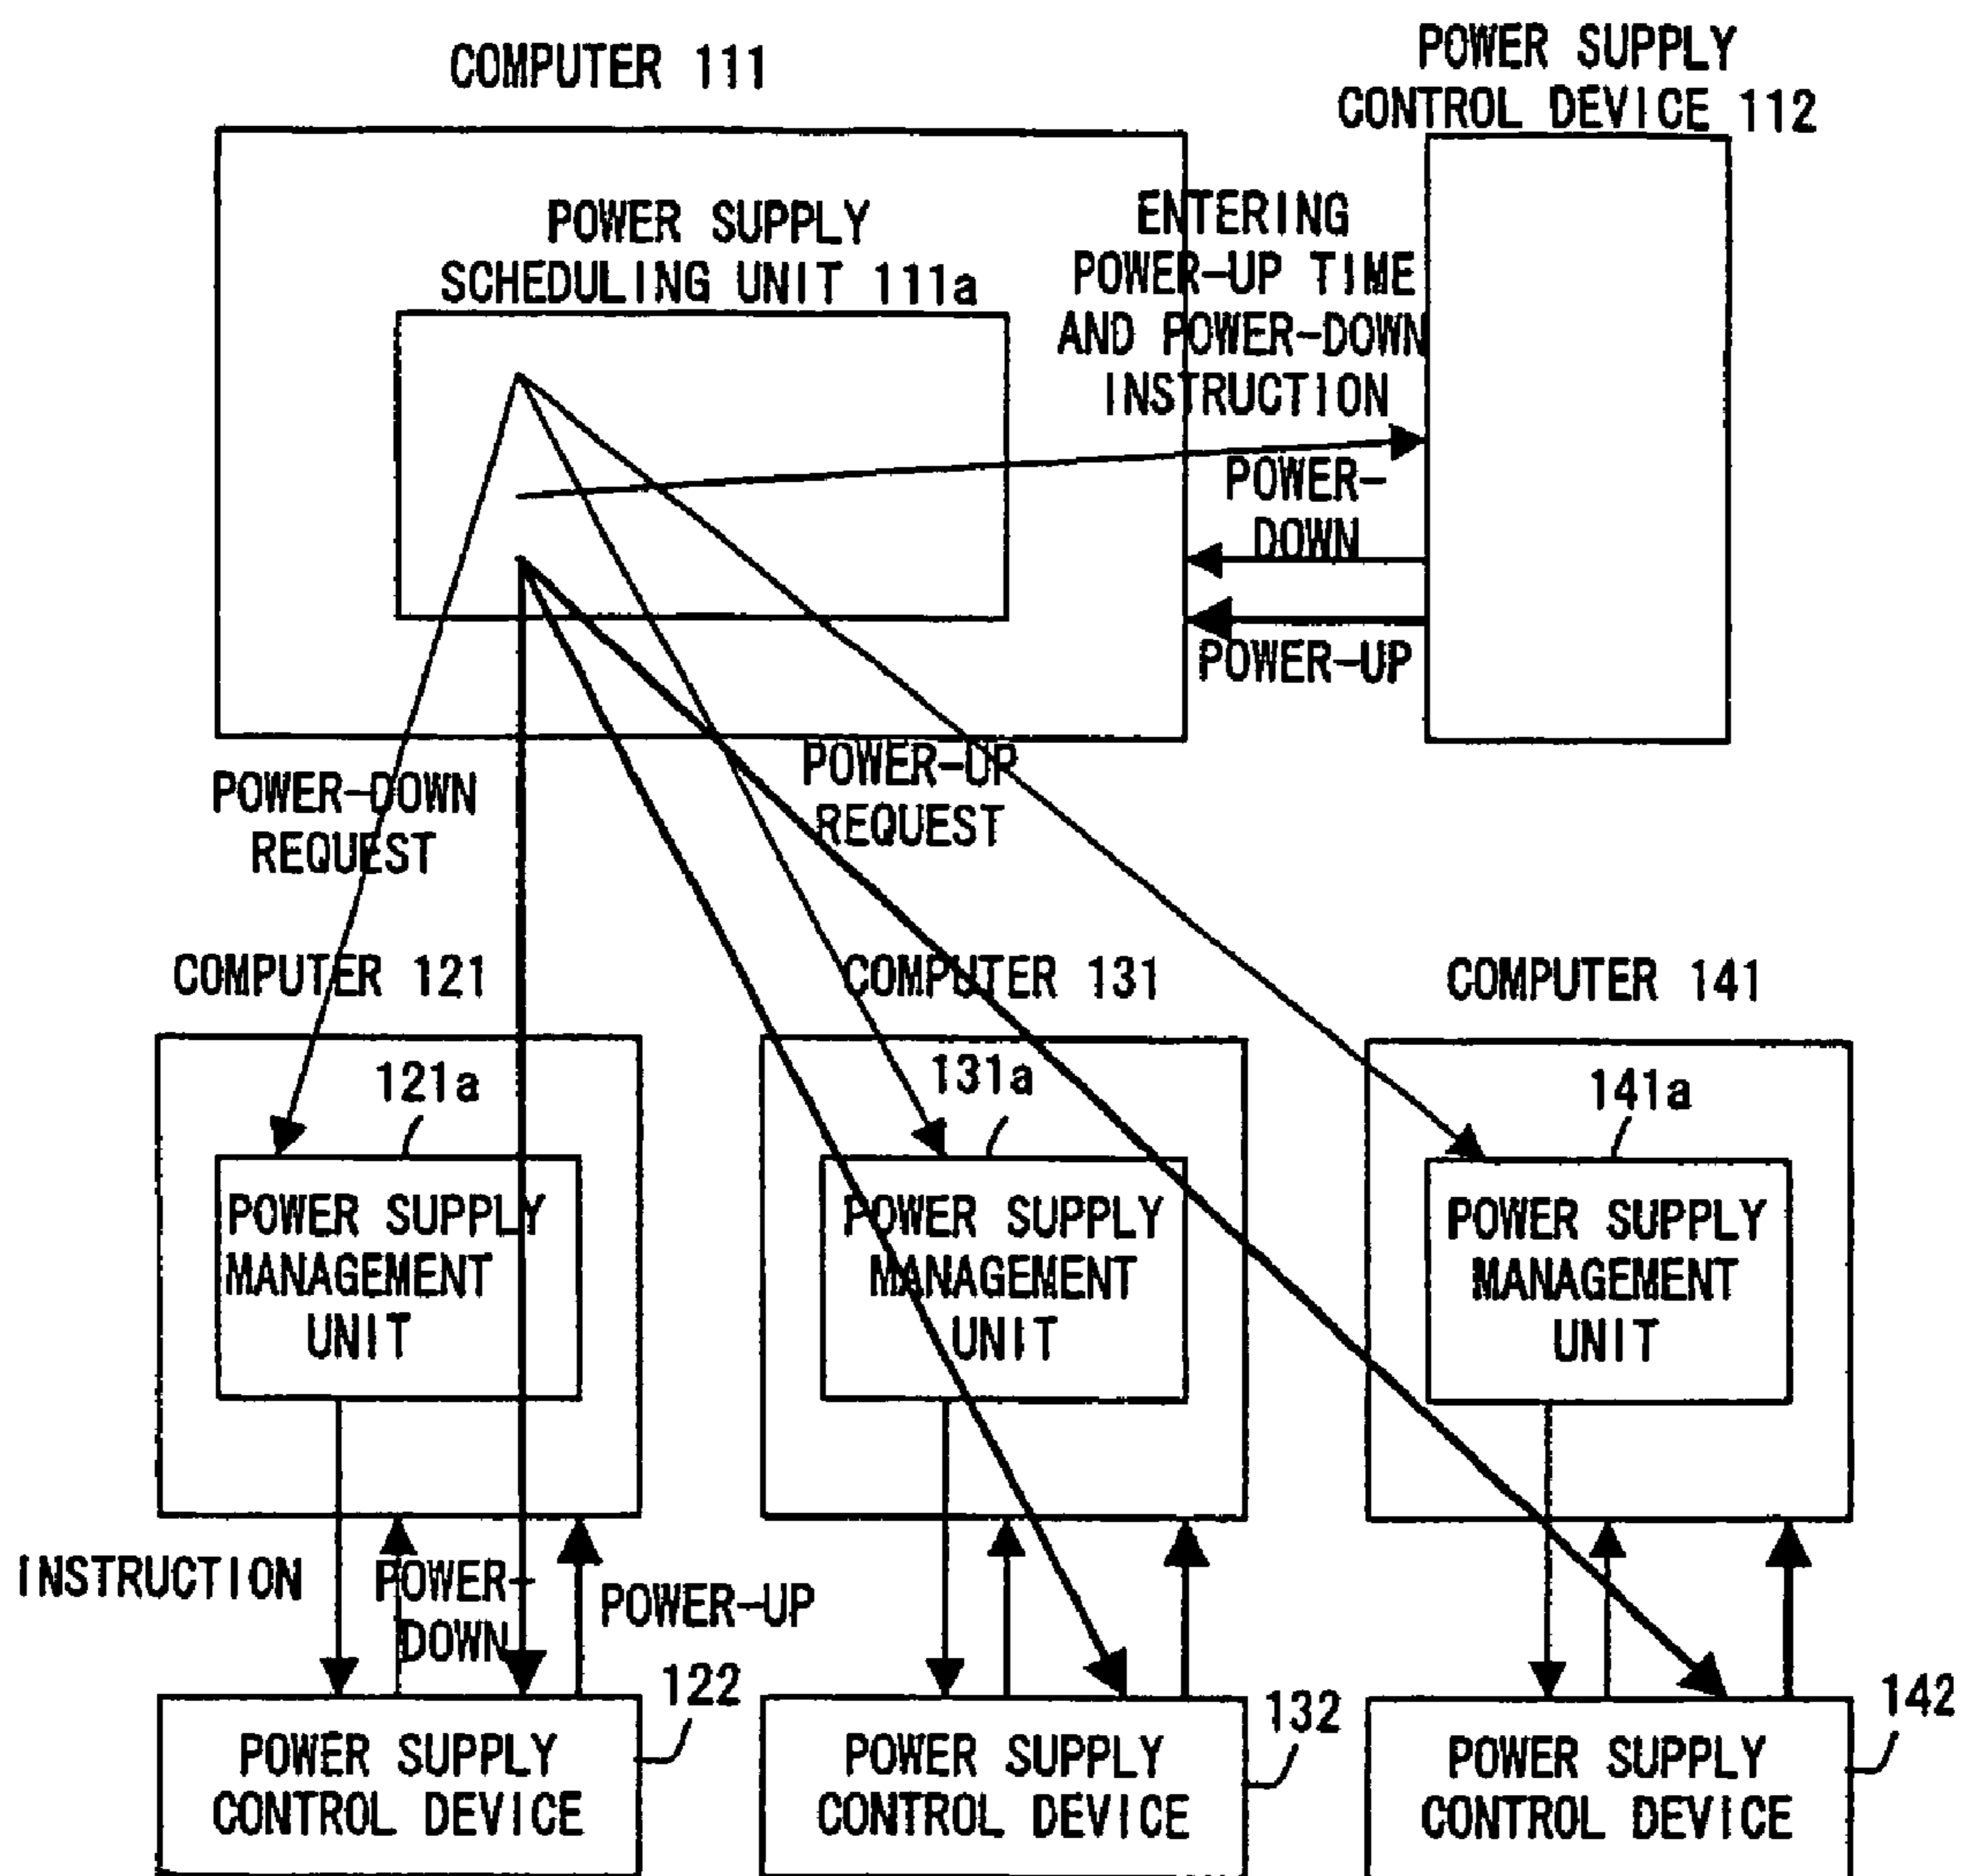 COMPUTER 111
POWER SUPPLY
CONTROL DEVICE 112
POWER SUPPLY
SCHEDULING UNIT 111a
ENTERING
POWER-UP TIME
AND POWER-DOWN
INSTRUCTION
POWER-
DOWN
POWER-UP
POWER-DOWN
REQUEST
POWER-UP
REQUEST
COMPUTER 121
COMPUTER 131
COMPUTER 141
121a
131a
141a
POWER SUPPLY
MANAGEMENT
UNIT
POWER SUPPLY
MANAGEMENT
UNIT
POWER SUPPLY
MANAGEMENT
UNIT
INSTRUCTION
POWER-
DOWN
POWER-UP
122
132
142
POWER SUPPLY
CONTROL DEVICE
POWER SUPPLY
CONTROL DEVICE
POWER SUPPLY
CONTROL DEVICE